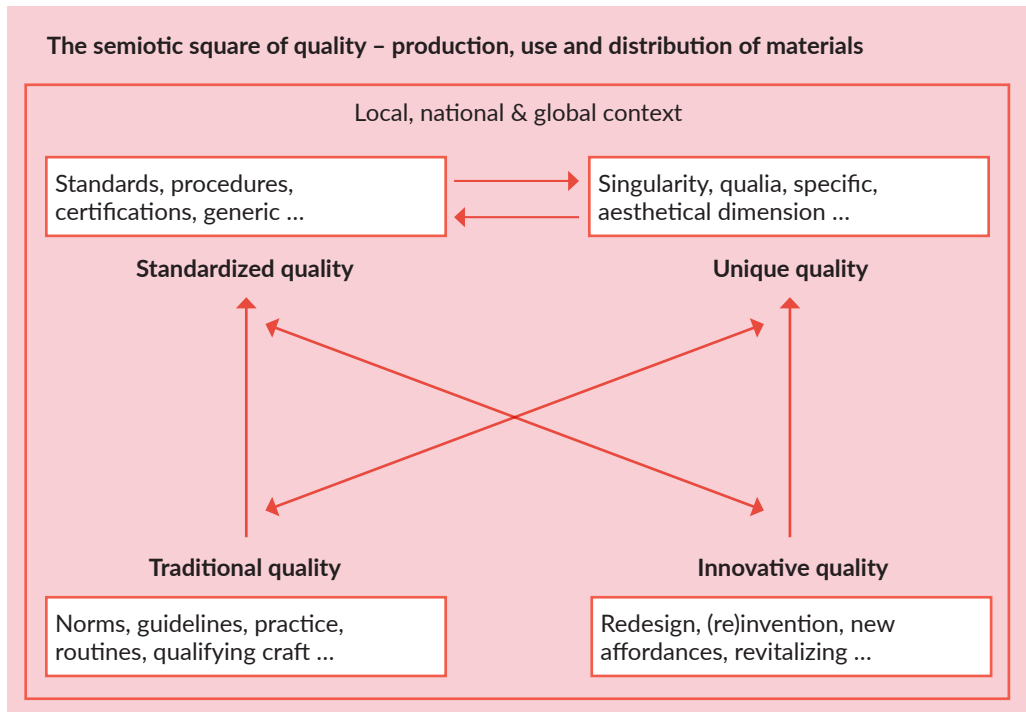 The semiotic square of quality – production, use and distribution of materials
Local, national & global context
Standards, procedures,
certifications, generic ...
Singularity, qualia, specific,
aesthetical dimension ...
Standardized quality
Unique quality
Traditional quality
Innovative quality
Norms, guidelines, practice,
routines, qualifying craft ...
Redesign, (re)invention, new
affordances, revitalizing ...